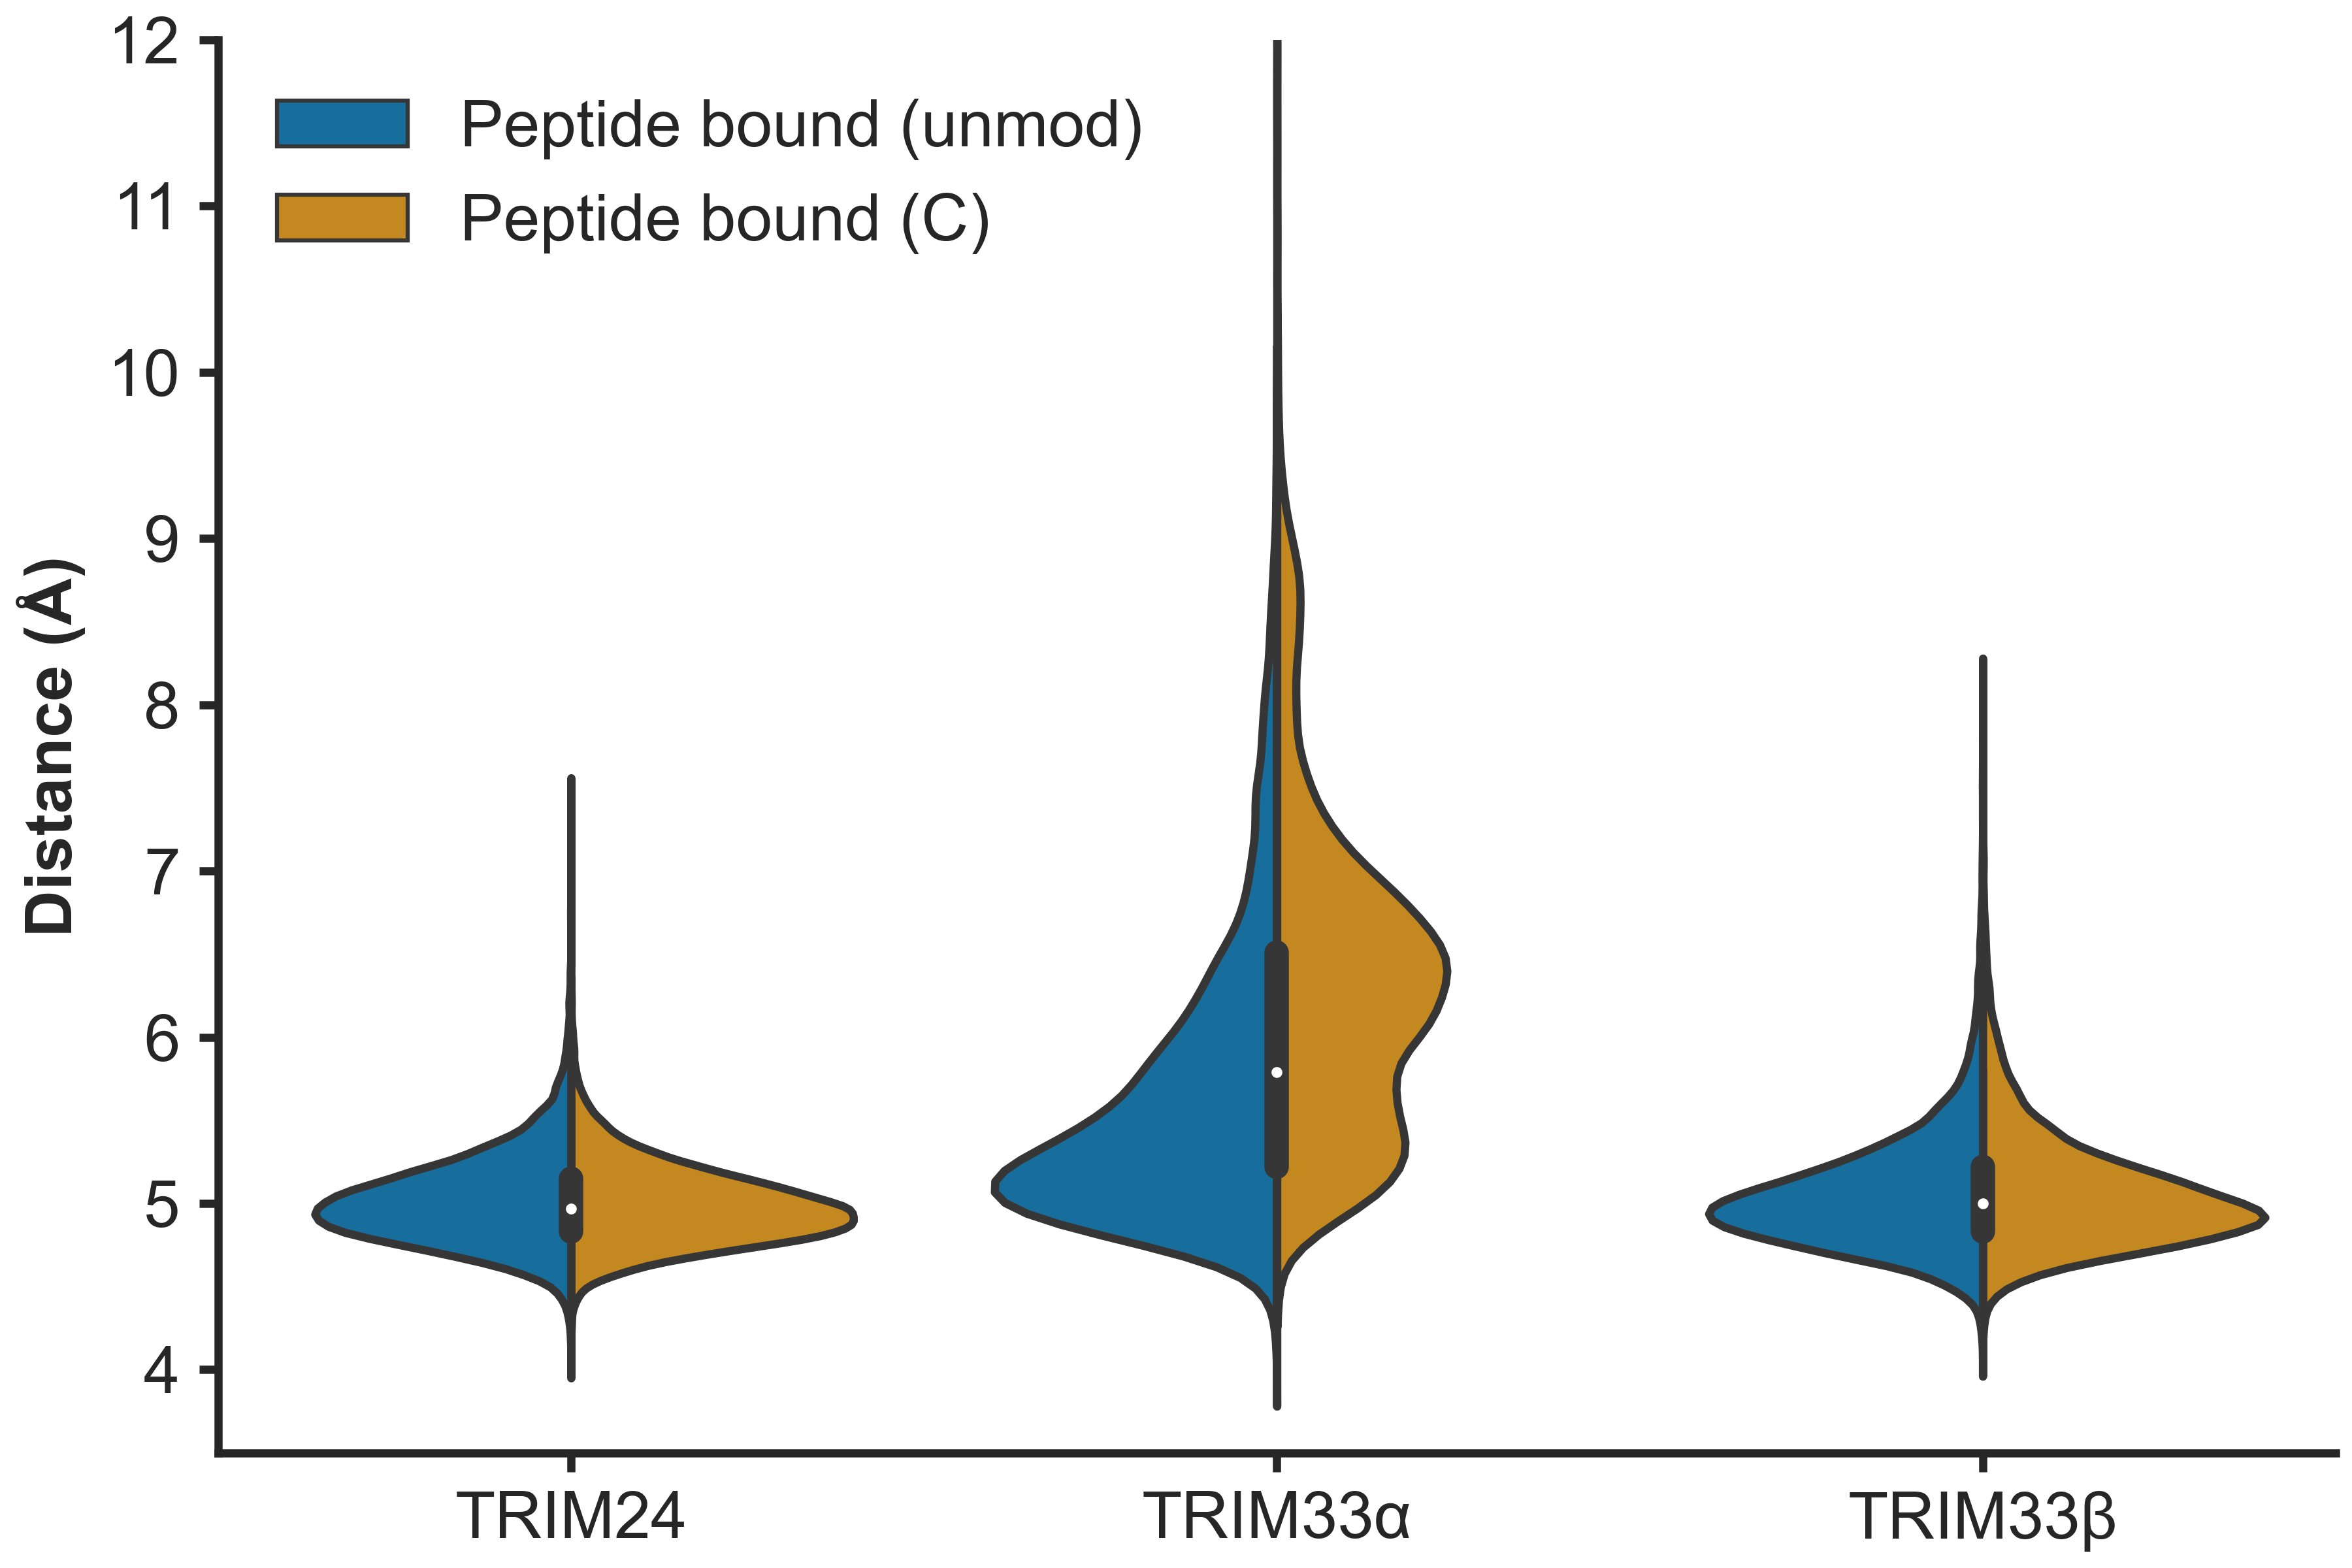 12
11
10
9
8
7
6
5
4
Distance (Å)
Peptide bound (unmod)
Peptide bound (C)
TRIM24
TRIM33α
TRIM33β